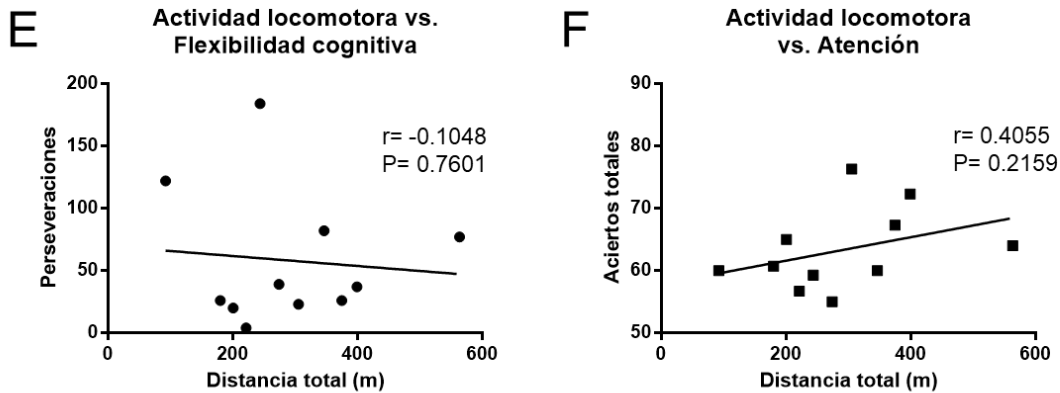 E
Actividad locomotora vs.
Flexibilidad cognitiva
200
150
100
50
0
Perseveraciones
r= -0.1048
P= 0.7601
0 200 400 600
Distancia total (m)
F
Actividad locomotora
vs. Atención
90
80
70
60
50
Aciertos totales
r= 0.4055
P= 0.2159
0 200 400 600
Distancia total (m)